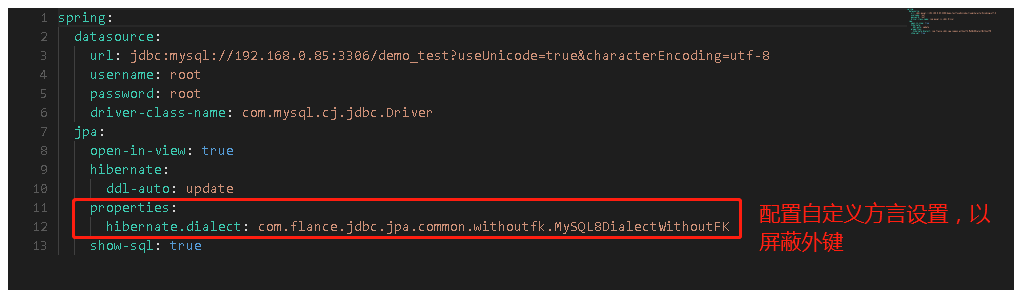 1 spring:
2 datasource:
3 url: jdbc:mysql://192.168.0.85:3306/demo_test?useUnicode=true&characterEncoding=utf-8
4 username: root
5 password: root
6 driver-class-name: com.mysql.cj.jdbc.Driver
7 jpa:
8 open-in-view: true
9 hibernate:
10 ddl-auto: update
11 properties:
12 hibernate.dialect: com.flance.jdbc.jpa.common.withoutfk.MySQL8DialectWithoutFK
13 show-sql: true
配置自定义方言设置，以
屏蔽外键